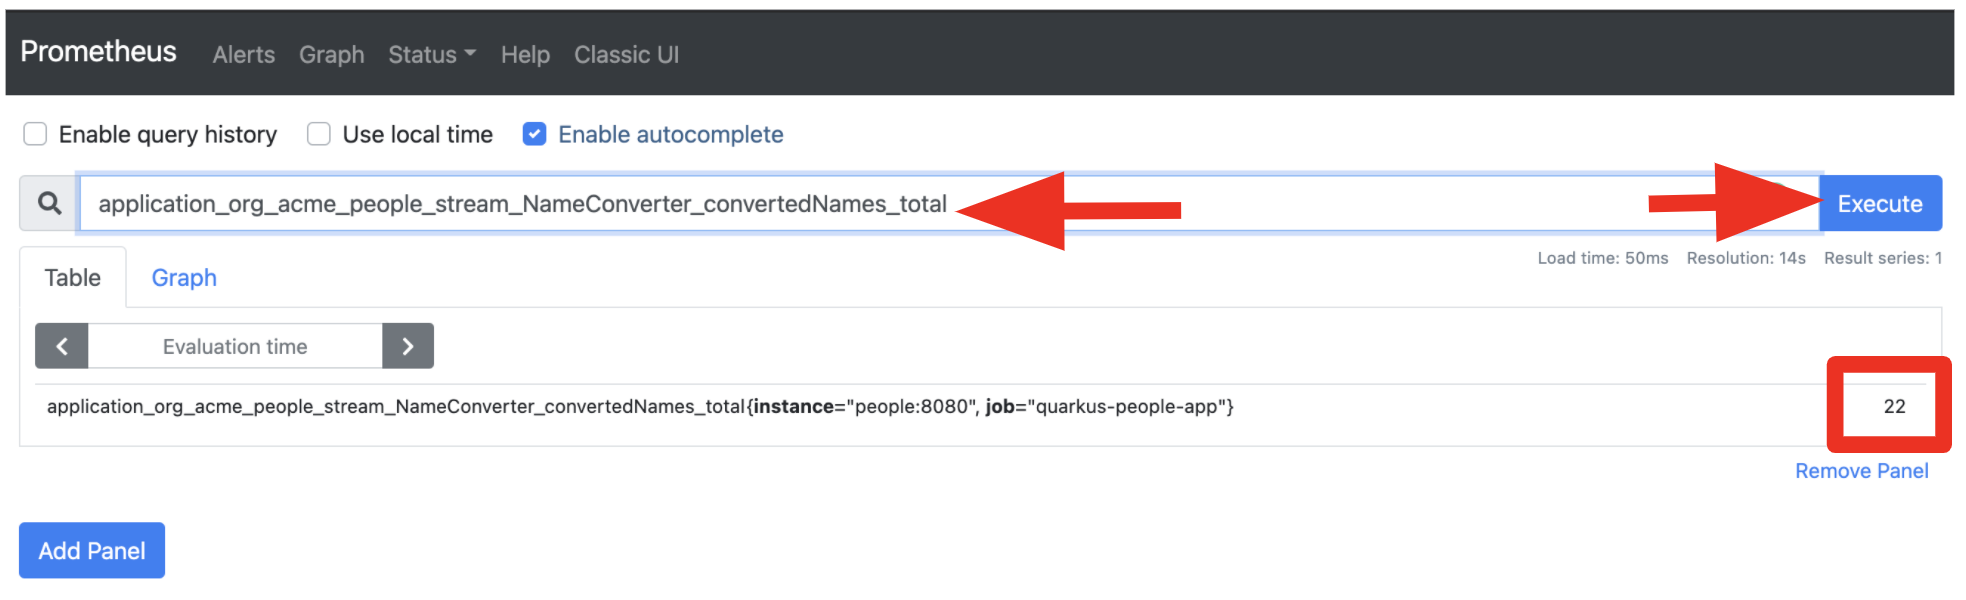 Prometheus Alerts Graph Status Help Classic UI
Enable query history Use local time Enable autocomplete
application_org_acme_people_stream_NameConverter_convertedNames_total Execute
Load time: 50ms Resolution: 14s Result series: 1
Table Graph
Evaluation time
application_org_acme_people_stream_NameConverter_convertedNames_total{instance="people:8080", job="quarkus-people-app"} 22
Remove Panel
Add Panel